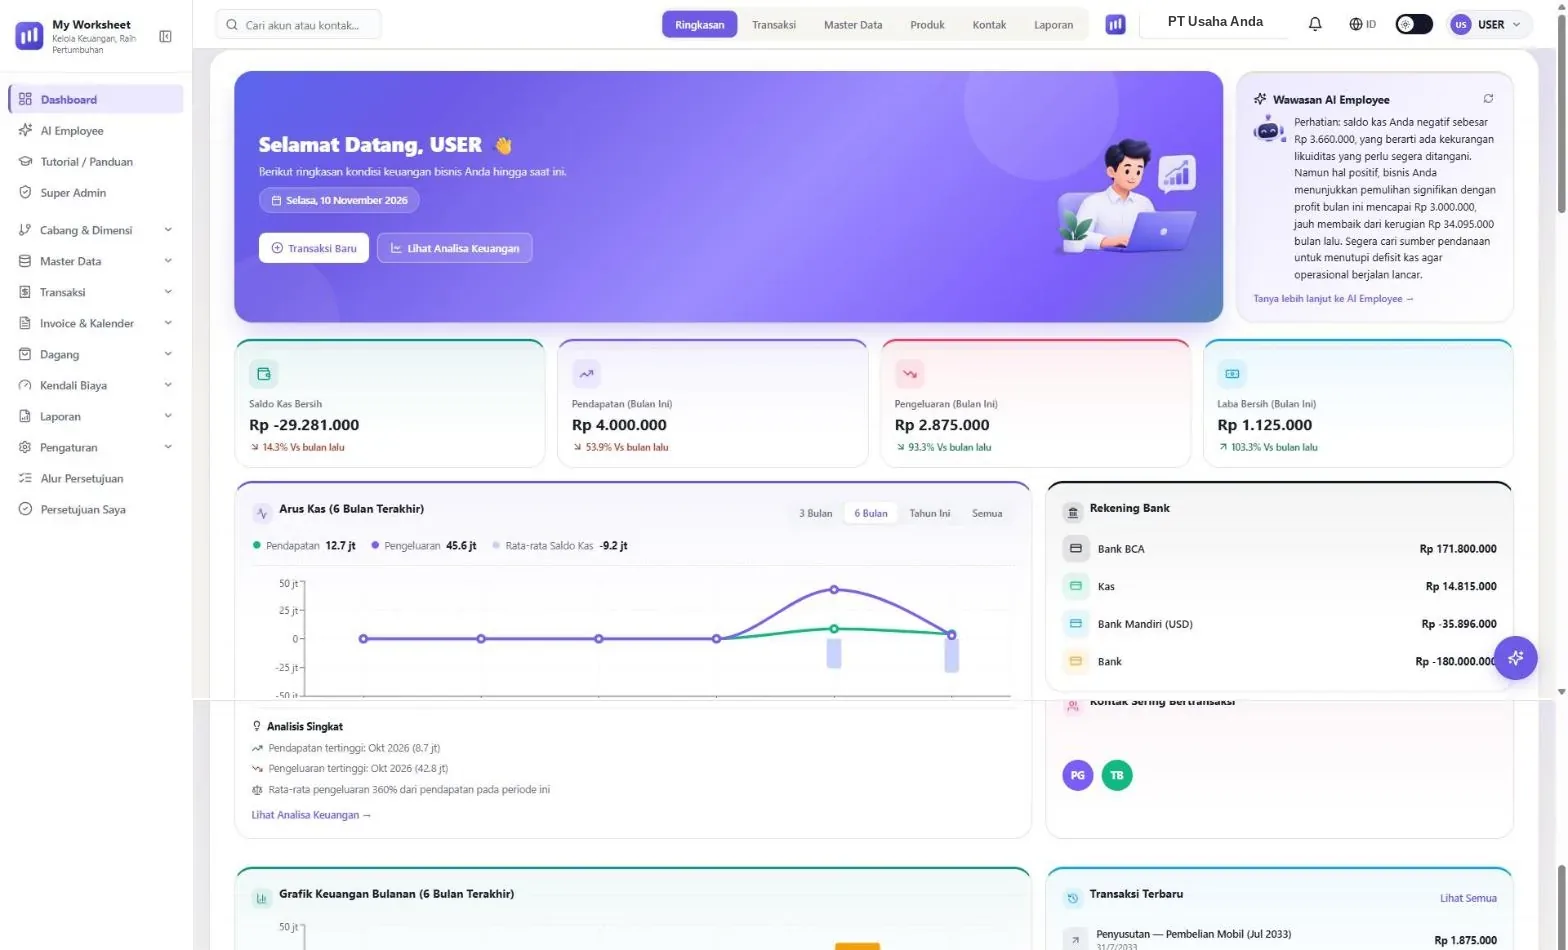 My Worksheet
Kelola Keuangan, Raih
Pertumbuhan
Dashboard
AI Employee
Tutorial / Panduan
Super Admin
Cabang & Dimensi
Master Data
Transaksi
Invoice & Kalender
Dagang
Kendali Biaya
Laporan
Pengaturan
Alur Persetujuan
Persetujuan Saya
Cari akun atau kontak...
Ringkasan
Transaksi
Master Data
Produk
Kontak
Laporan
PT Usaha Anda
ID
US
USER
Selamat Datang, USER 👋
Berikut ringkasan kondisi keuangan bisnis Anda hingga saat ini.
Selasa, 10 November 2026
Transaksi Baru
Lihat Analisa Keuangan
Wawasan AI Employee
Perhatian: saldo kas Anda negatif sebesar
Rp 3.660.000, yang berarti ada kekurangan
likuiditas yang perlu segera ditangani.
Namun hal positif, bisnis Anda
menunjukkan pemulihan signifikan dengan
profit bulan ini mencapai Rp 3.000.000,
jauh membaik dari kerugian Rp 34.095.000
bulan lalu. Segera cari sumber pendanaan
untuk menutupi defisit kas agar
operasional berjalan lancar.
Tanya lebih lanjut ke AI Employee →
Saldo Kas Bersih
Rp -29.281.000
14.3% Vs bulan lalu
Pendapatan (Bulan Ini)
Rp 4.000.000
53.9% Vs bulan lalu
Pengeluaran (Bulan Ini)
Rp 2.875.000
93.3% Vs bulan lalu
Laba Bersih (Bulan Ini)
Rp 1.125.000
103.3% Vs bulan lalu
Arus Kas (6 Bulan Terakhir)
3 Bulan
6 Bulan
Tahun Ini
Semua
Pendapatan 12.7 jt
Pengeluaran 45.6 jt
Rata-rata Saldo Kas -9.2 jt
50 jt
25 jt
0
-25 jt
-50 jt
Rekening Bank
Bank BCA Rp 171.800.000
Kas Rp 14.815.000
Bank Mandiri (USD) Rp -35.896.000
Bank Rp -180.000.000
Analisis Singkat
Pendapatan tertinggi: Okt 2026 (8.7 jt)
Pengeluaran tertinggi: Okt 2026 (42.8 jt)
Rata-rata pengeluaran 360% dari pendapatan pada periode ini
Lihat Analisa Keuangan →
Kontak Sering Bertransaksi
PG
TB
Grafik Keuangan Bulanan (6 Bulan Terakhir)
50 jt
Transaksi Terbaru
Lihat Semua
Penyusutan — Pembelian Mobil (Jul 2033)
31/7/2033
Rp 1.875.000